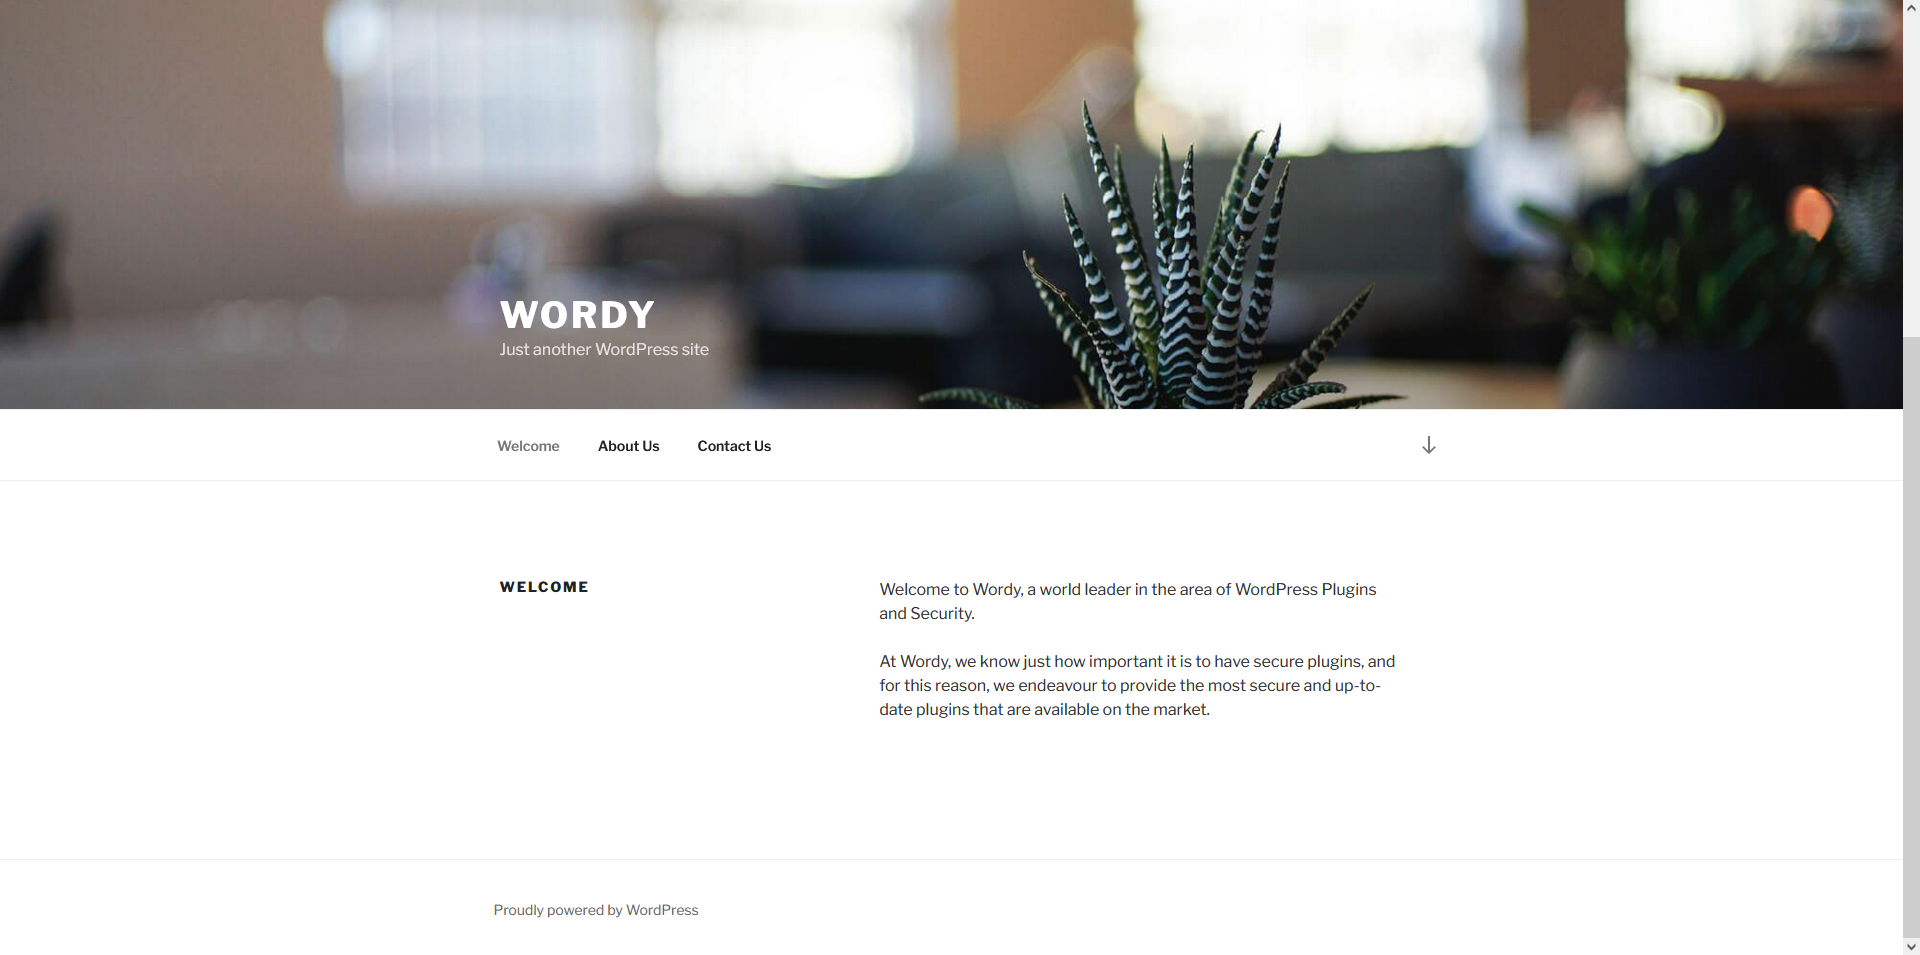 WORDY
Just another WordPress site
Welcome
About Us
Contact Us
WELCOME
Welcome to Wordy, a world leader in the area of WordPress Plugins
and Security.
At Wordy, we know just how important it is to have secure plugins, and
for this reason, we endeavour to provide the most secure and up-to-
date plugins that are available on the market.
Proudly powered by WordPress